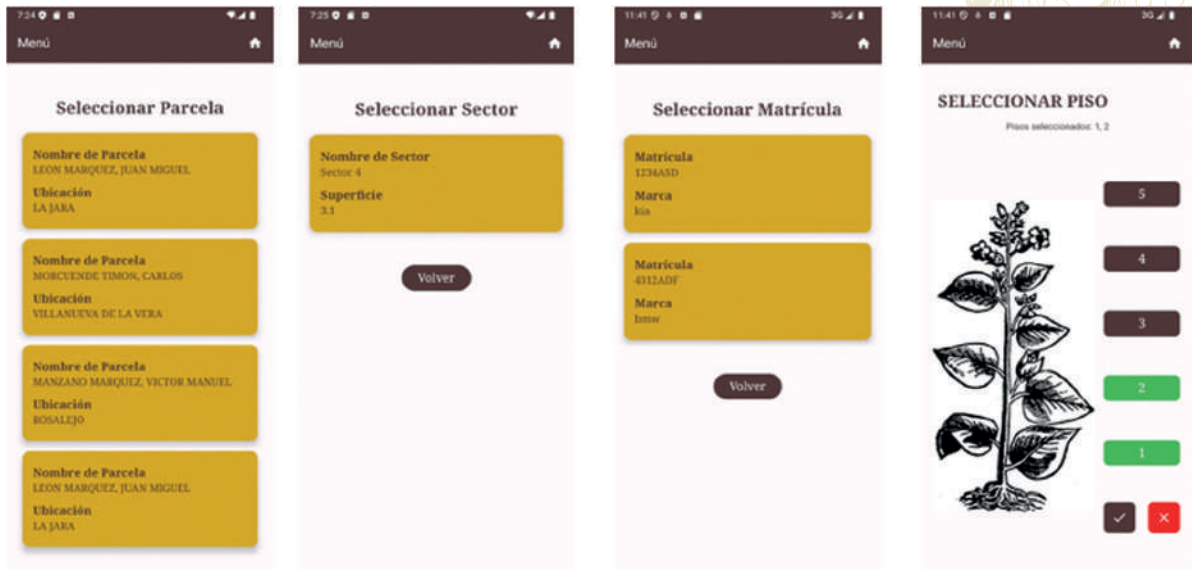 7:24
Menú
Seleccionar Parcela
Nombre de Parcela
LEON MARQUEZ, JUAN MIGUEL
Ubicación
LA JARA
Nombre de Parcela
MORCUENDE TIMON, CARLOS
Ubicación
VILLANUEVA DE LA VERA
Nombre de Parcela
MANZANO MARQUEZ, VICTOR MANUEL
Ubicación
ROSALEJO
Nombre de Parcela
LEON MARQUEZ, JUAN MIGUEL
Ubicación
LA JARA
7:25
Menú
Seleccionar Sector
Nombre de Sector
Sector 4
Superficie
3.1
Volver
11:41
3G
Menú
Seleccionar Matrícula
Matrícula
1234ASD
Marca
kia
Matrícula
4312ADF
Marca
bmw
Volver
11:41
3G
Menú
SELECCIONAR PISO
Pisos seleccionados: 1, 2
5
4
3
2
1